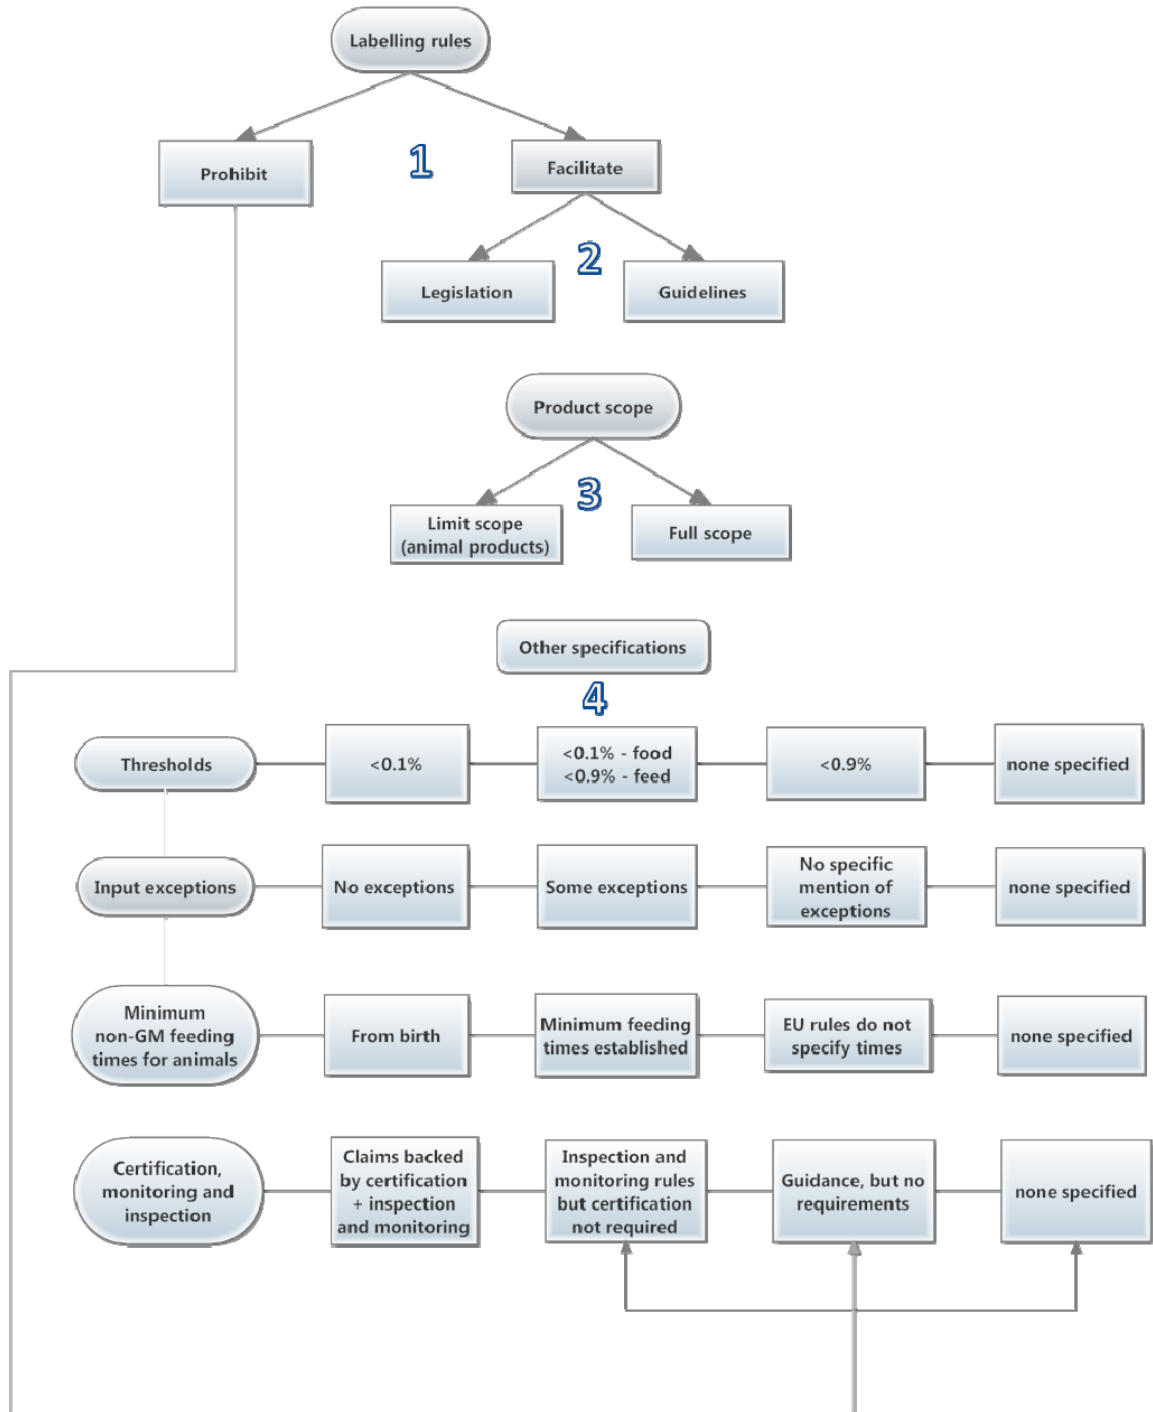 Labelling rules
Prohibit
1
Facilitate
2
Legislation
Guidelines
Product scope
3
Limit scope
(animal products)
Full scope
Other specifications
4
Thresholds
<0.1%
<0.1% - food
<0.9% - feed
<0.9%
none specified
Input exceptions
No exceptions
Some exceptions
No specific
mention of
exceptions
none specified
Minimum
non-GM feeding
times for animals
From birth
Minimum feeding
times established
EU rules do not
specify times
none specified
Certification,
monitoring and
inspection
Claims backed
by certification
+ inspection
and monitoring
Inspection and
monitoring rules
but certification
not required
Guidance, but no
requirements
none specified